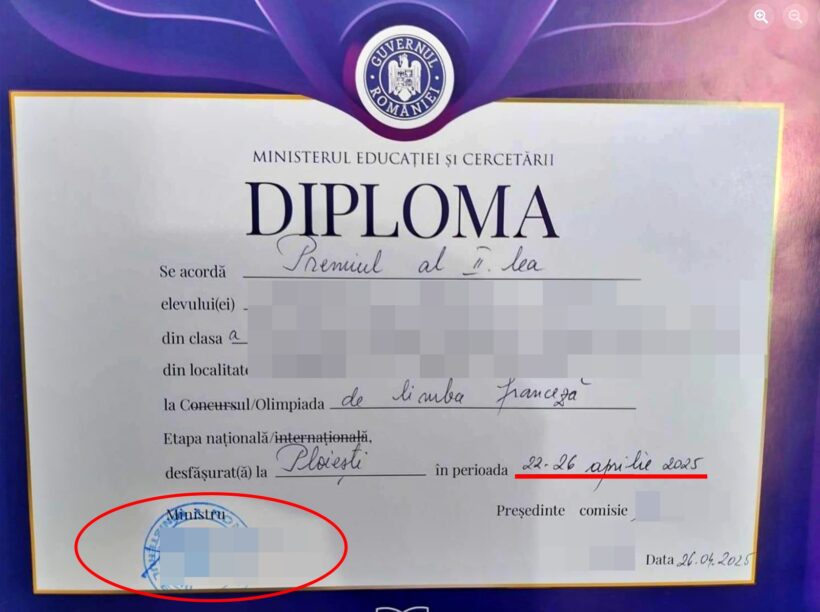 GUVERNUL ROMÂNIEI
MINISTERUL EDUCAȚIEI ȘI CERCETĂRII
DIPLOMA
Se acordă Premiul al II.lea
elevului(ei)
din clasa a
din localitate
la Concursul/Olimpiada de limba franceză
Etapa națională/internațională,
desfășurat(ă) la Ploiești în perioada 22-26 aprilie 2025
Ministru Președinte comisie
Data 26.04.2025